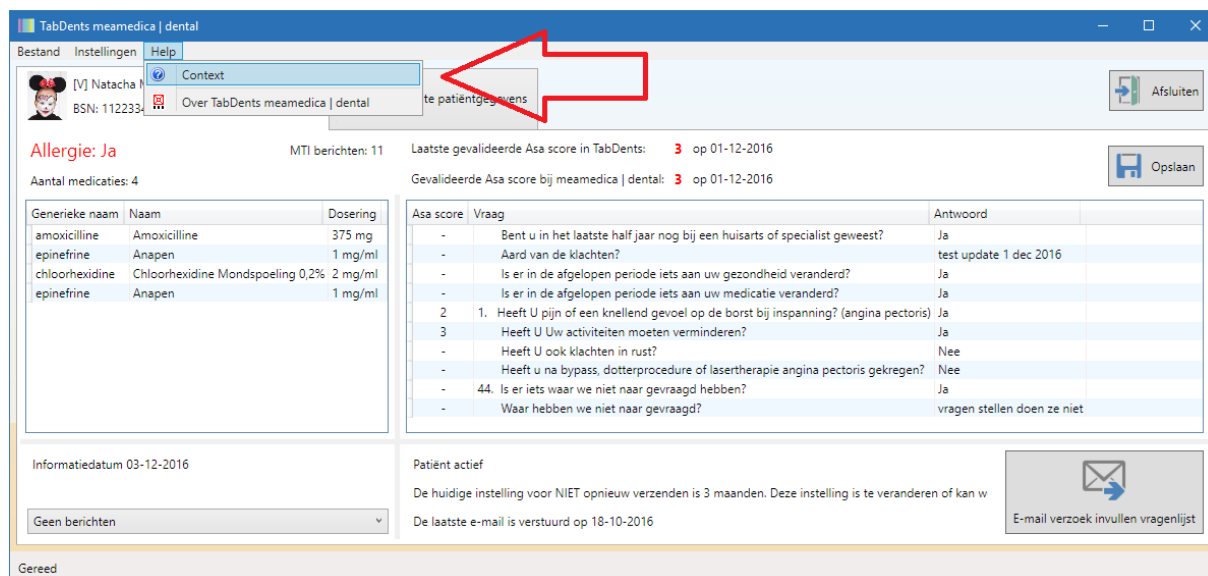 TabDents meamedica | dental
Bestand Instellingen Help
Context
Over TabDents meamedica | dental
[V] Natacha
BSN: 112233
te patiëntgegevens
Afsluiten
Allergie: Ja
MTI berichten: 11
Aantal medicaties: 4
Laatste gevalideerde Asa score in TabDents: 3 op 01-12-2016
Gevalideerde Asa score bij meamedica | dental: 3 op 01-12-2016
Opslaan
Generieke naam Naam Dosering
amoxicilline Amoxicilline 375 mg
epinefrine Anapen 1 mg/ml
chloorhexidine Chloorhexidine Mondspoeling 0,2% 2 mg/ml
epinefrine Anapen 1 mg/ml
Asa score Vraag Antwoord
- Bent u in het laatste half jaar nog bij een huisarts of specialist geweest? Ja
- Aard van de klachten? test update 1 dec 2016
- Is er in de afgelopen periode iets aan uw gezondheid veranderd? Ja
- Is er in de afgelopen periode iets aan uw medicatie veranderd? Ja
2 1. Heeft U pijn of een knellend gevoel op de borst bij inspanning? (angina pectoris) Ja
3 Heeft U Uw activiteiten moeten verminderen? Ja
- Heeft U ook klachten in rust? Nee
- Heeft u na bypass, dotterprocedure of lasertherapie angina pectoris gekregen? Nee
- 44. Is er iets waar we niet naar gevraagd hebben? Ja
- Waar hebben we niet naar gevraagd? vragen stellen doen ze niet
Informatiedatum 03-12-2016
Geen berichten
Patiënt actief
De huidige instelling voor NIET opnieuw verzenden is 3 maanden. Deze instelling is te veranderen of kan w
De laatste e-mail is verstuurd op 18-10-2016
E-mail verzoek invullen vragenlijst
Gereed